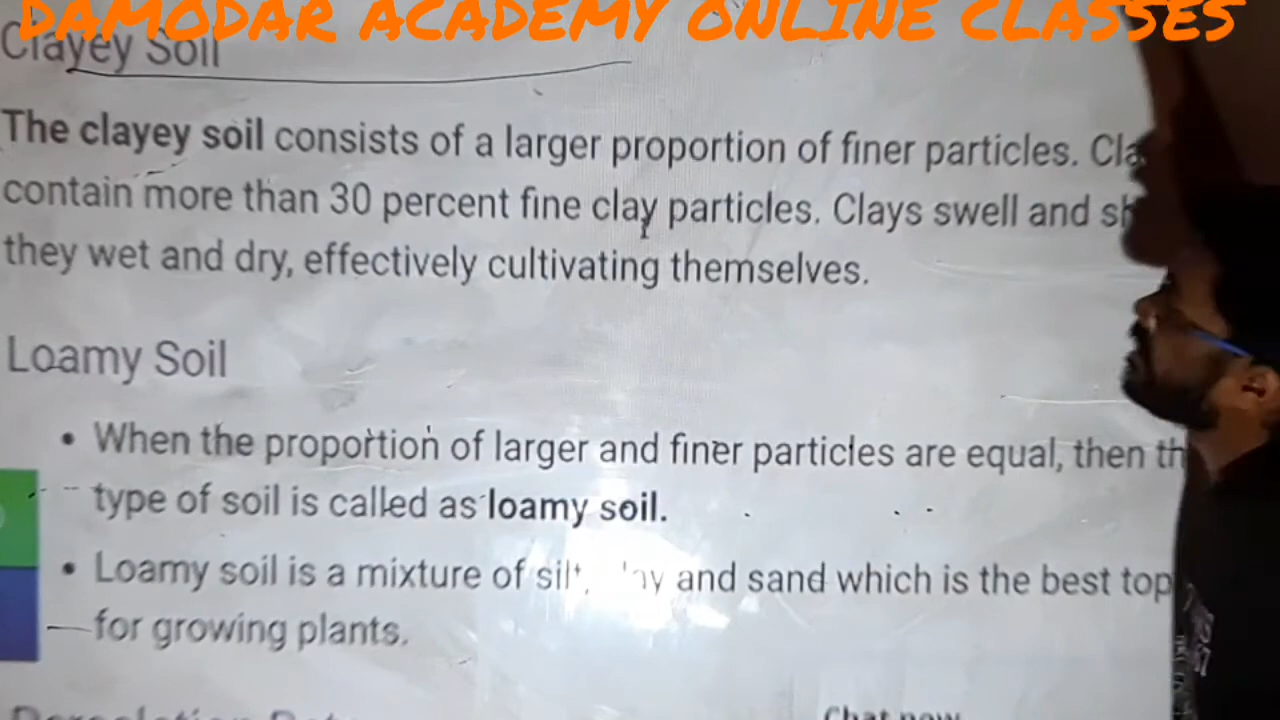 DAMODAR ACADEMY ONLINE CLASSES
Clayey Soil
The clayey soil consists of a larger proportion of finer particles.
contain more than 30 percent fine clay particles. Clays swell and
they wet and dry, effectively cultivating themselves.
Loamy Soil
• When the proportion of larger and finer particles are equal, then
type of soil is called as loamy soil.
• Loamy soil is a mixture of and sand which is the best top
for growing plants.
Chat now